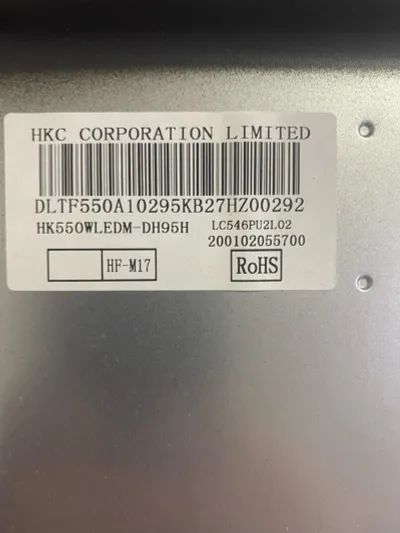 HKC CORPORATION LIMITED
DLTF550A10295KB27HZ00292
HK550WLEDM-DH95H LC546PU2L02
200102055700
HF-M17 RoHS